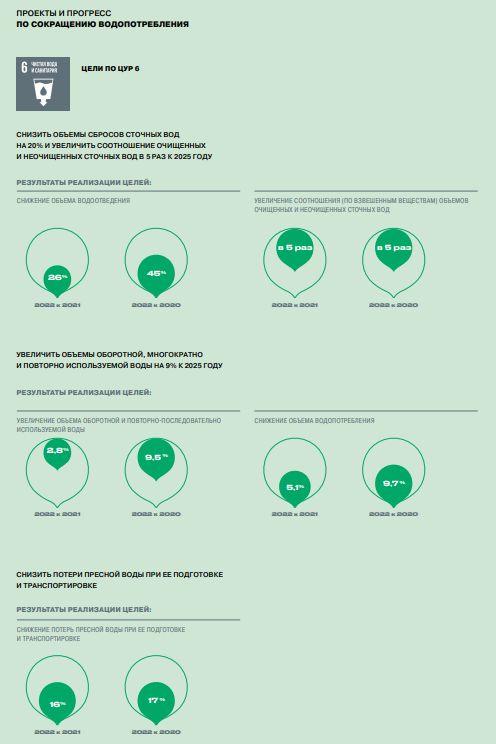 ПРОЕКТЫ И ПРОГРЕСС
ПО СОКРАЩЕНИЮ ВОДОПОТРЕБЛЕНИЯ
6 ЧИСТАЯ ВОДА
И САНИТАРИЯ
ЦЕЛИ ПО ЦУР 6
СНИЗИТЬ ОБЪЕМЫ СБРОСОВ СТОЧНЫХ ВОД
НА 20% И УВЕЛИЧИТЬ СООТНОШЕНИЕ ОЧИЩЕННЫХ
И НЕОЧИЩЕННЫХ СТОЧНЫХ ВОД В 5 РАЗ К 2025 ГОДУ
РЕЗУЛЬТАТЫ РЕАЛИЗАЦИИ ЦЕЛЕЙ:
СНИЖЕНИЕ ОБЪЕМА ВОДООТВЕДЕНИЯ
26%
2022 к 2021
45%
2022 к 2020
УВЕЛИЧЕНИЕ СООТНОШЕНИЯ (ПО ВЗВЕШЕННЫМ ВЕЩЕСТВАМ) ОБЪЕМОВ
ОЧИЩЕННЫХ И НЕОЧИЩЕННЫХ СТОЧНЫХ ВОД
в 5 раз
2022 к 2021
в 5 раз
2022 к 2020
УВЕЛИЧИТЬ ОБЪЕМЫ ОБОРОТНОЙ, МНОГОКРАТНО
И ПОВТОРНО ИСПОЛЬЗУЕМОЙ ВОДЫ НА 9% К 2025 ГОДУ
РЕЗУЛЬТАТЫ РЕАЛИЗАЦИИ ЦЕЛЕЙ:
УВЕЛИЧЕНИЕ ОБЪЕМА ОБОРОТНОЙ И ПОВТОРНО-ПОСЛЕДОВАТЕЛЬНО
ИСПОЛЬЗУЕМОЙ ВОДЫ
2,8%
2022 к 2021
9,5 %
2022 к 2020
СНИЖЕНИЕ ОБЪЕМА ВОДОПОТРЕБЛЕНИЯ
5,1%
2022 к 2021
9,7 %
2022 к 2020
СНИЗИТЬ ПОТЕРИ ПРЕСНОЙ ВОДЫ ПРИ ЕЕ ПОДГОТОВКЕ
И ТРАНСПОРТИРОВКЕ
РЕЗУЛЬТАТЫ РЕАЛИЗАЦИИ ЦЕЛЕЙ:
СНИЖЕНИЕ ПОТЕРЬ ПРЕСНОЙ ВОДЫ ПРИ ЕЕ ПОДГОТОВКЕ
И ТРАНСПОРТИРОВКЕ
16%
2022 к 2021
17 %
2022 к 2020